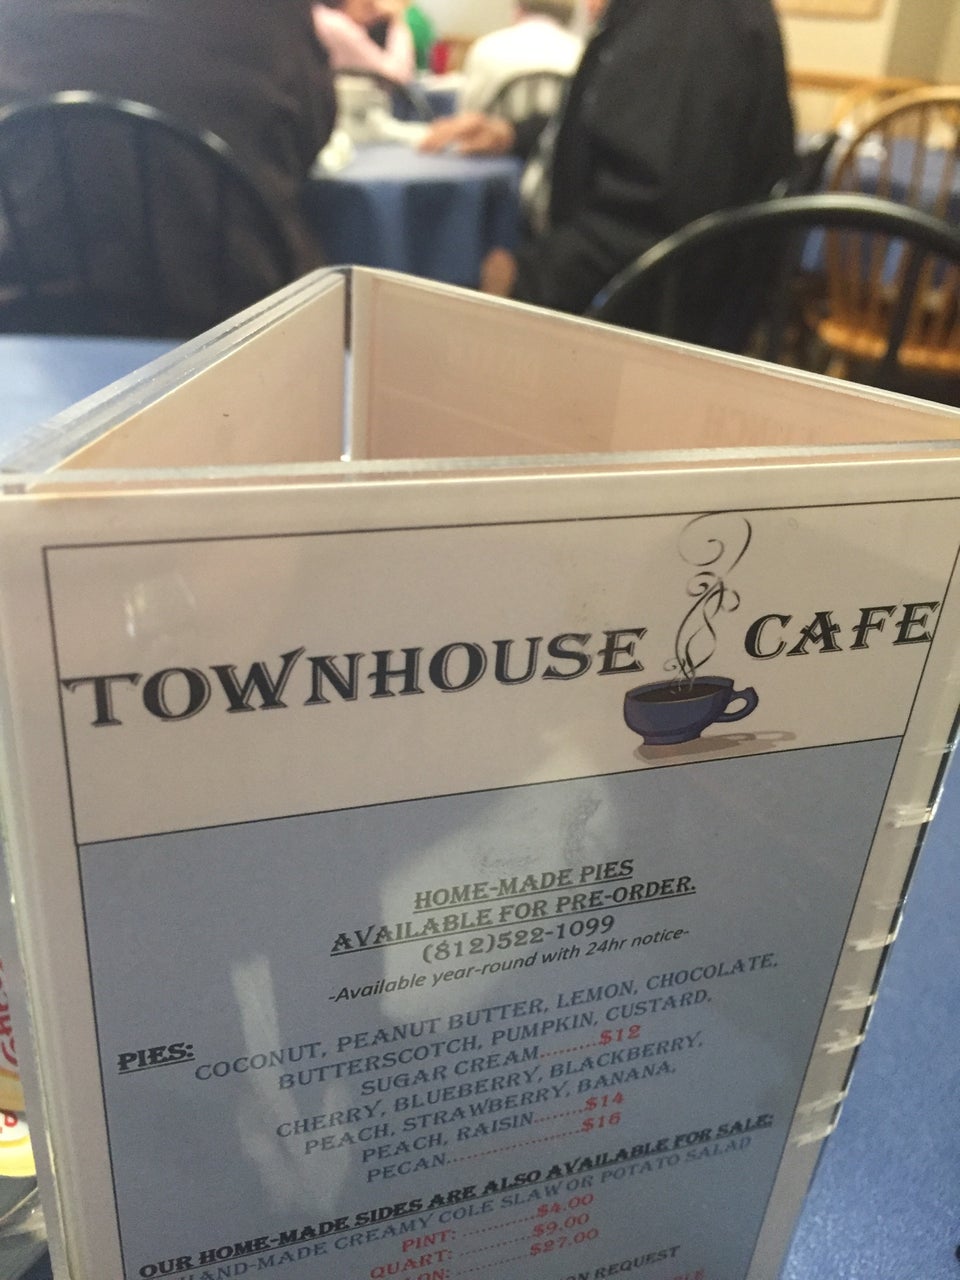 TOWNHOUSE CAFE
HOME-MADE PIES
AVAILABLE FOR PRE-ORDER.
(812)522-1099
-Available year-round with 24hr notice-
PIES: COCONUT, PEANUT BUTTER, LEMON, CHOCOLATE,
BUTTERSCOTCH, PUMPKIN, CUSTARD,
SUGAR CREAM.........$12
CHERRY, BLUEBERRY, BLACKBERRY,
PEACH, STRAWBERRY, BANANA,
PEACH, RAISIN........$14
PECAN......................$16
OUR HOME-MADE SIDES ARE ALSO AVAILABLE FOR SALE:
HAND-MADE CREAMY COLE SLAW OR POTATO SALAD
PINT: ...........$4.00
QUART: ...........$9.00
$27.00
REQUEST